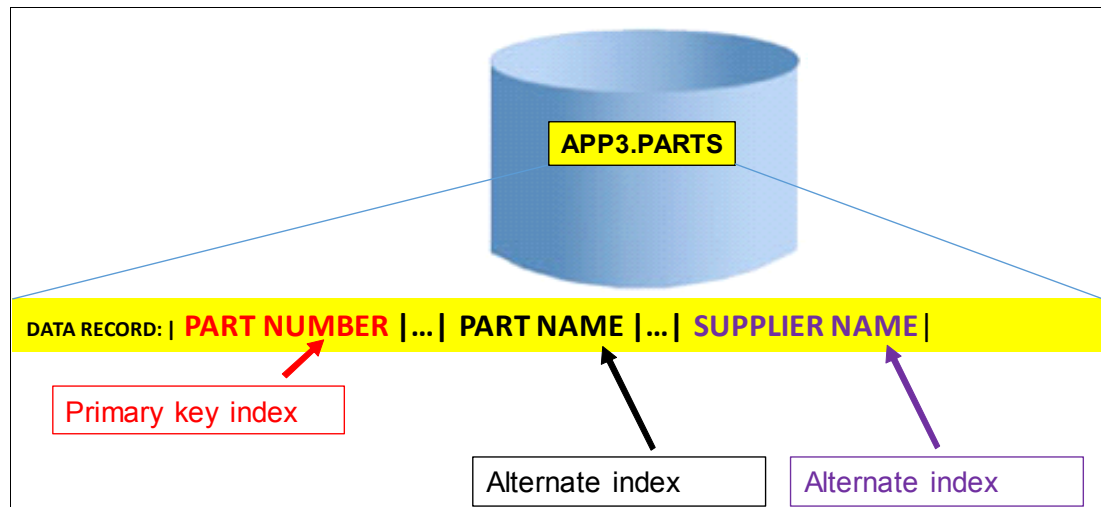 APP3.PARTS
DATA RECORD: | PART NUMBER |...| PART NAME |...| SUPPLIER NAME|
Primary key index
Alternate index
Alternate index